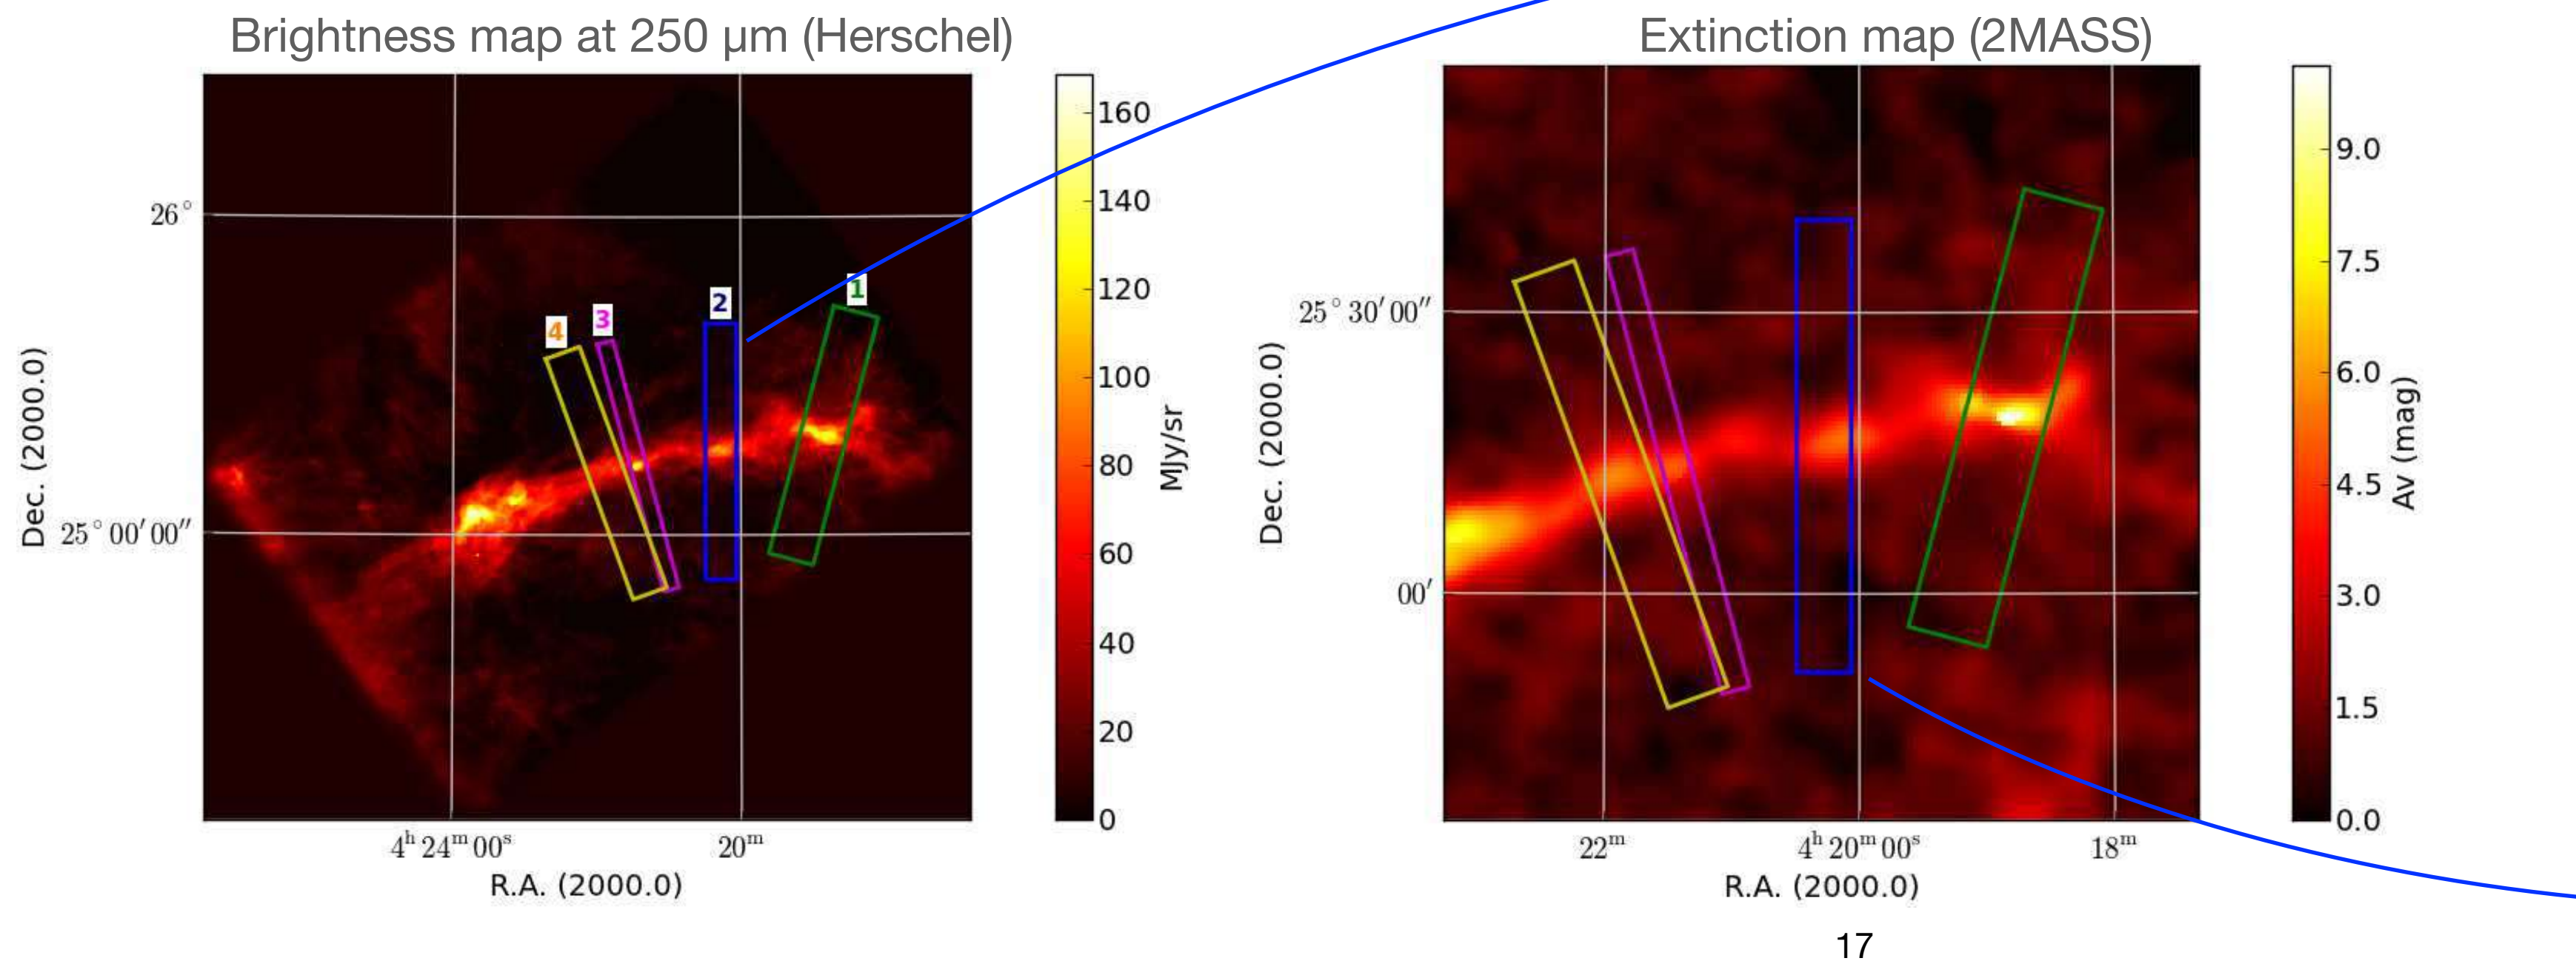 Brightness map at 250 µm (Herschel)
160
140
120
100
80
60
40
20
0
MJy/sr
26°
25° 00′ 00″
Dec. (2000.0)
4
3
2
1
4ʰ 24ᵐ 00ˢ
20ᵐ
R.A. (2000.0)
Extinction map (2MASS)
9.0
7.5
6.0
4.5
3.0
1.5
0.0
Av (mag)
25° 30′ 00″
00′
Dec. (2000.0)
22ᵐ
4ʰ 20ᵐ 00ˢ
18ᵐ
R.A. (2000.0)
17